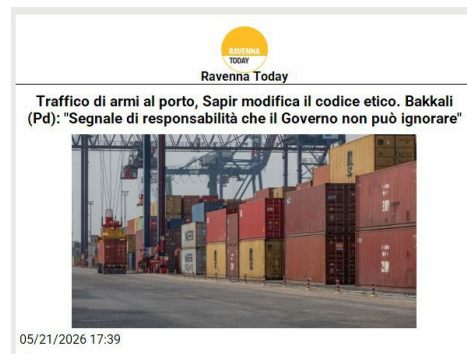 RAVENNA
TODAY
Ravenna Today
Traffico di armi al porto, Sapir modifica il codice etico. Bakkali
(Pd): "Segnale di responsabilità che il Governo non può ignorare"
05/21/2026 17:39